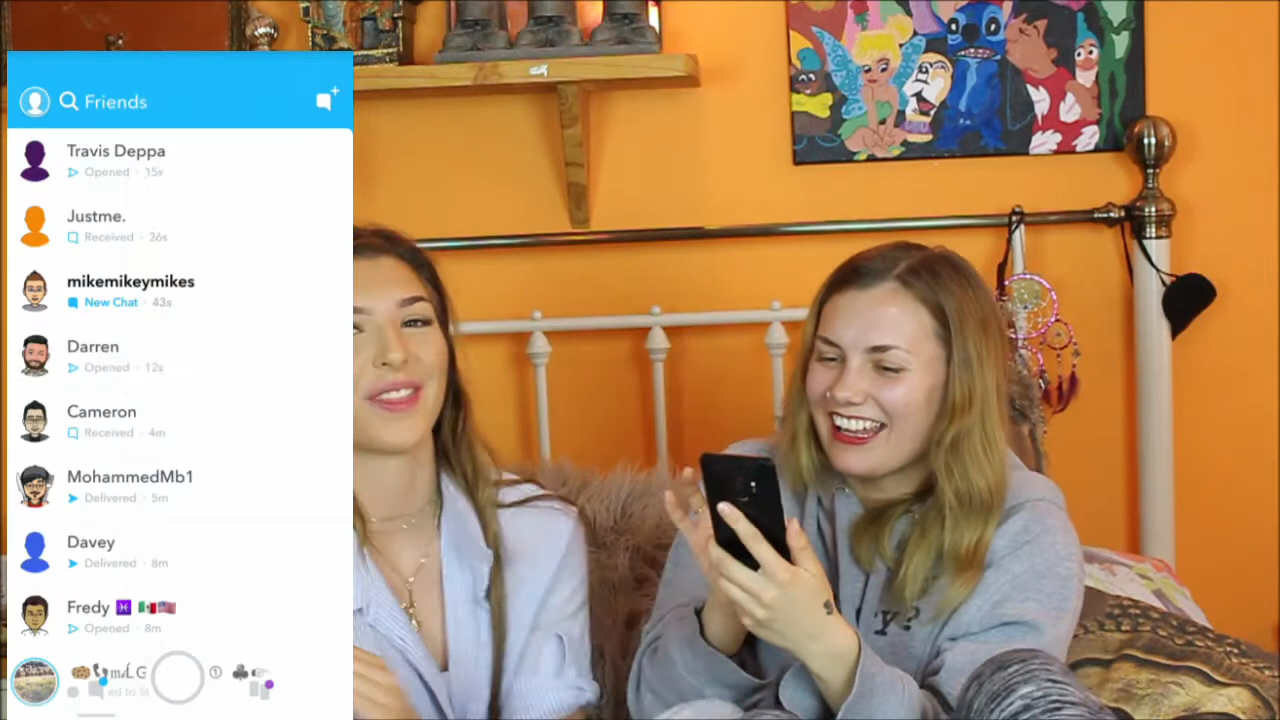 Friends
Travis Deppa
Opened · 15s
Justme.
Received · 26s
mikemikeymikes
New Chat · 43s
Darren
Opened · 12s
Cameron
Received · 4m
MohammedMb1
Delivered · 5m
Davey
Delivered · 8m
Fredy ♓ 🇲🇽🇺🇸
Opened · 8m
y?